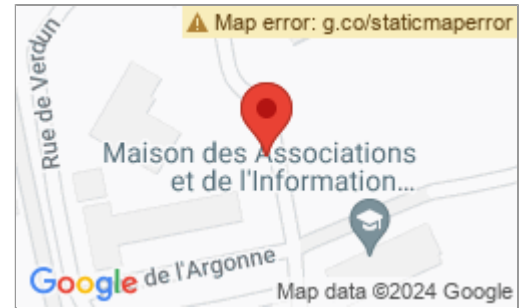 Map error: g.co/staticmaperror
Rue de Verdun
Maison des Associations
et de l'Information...
de l'Argonne
Google
Map data ©2024 Google